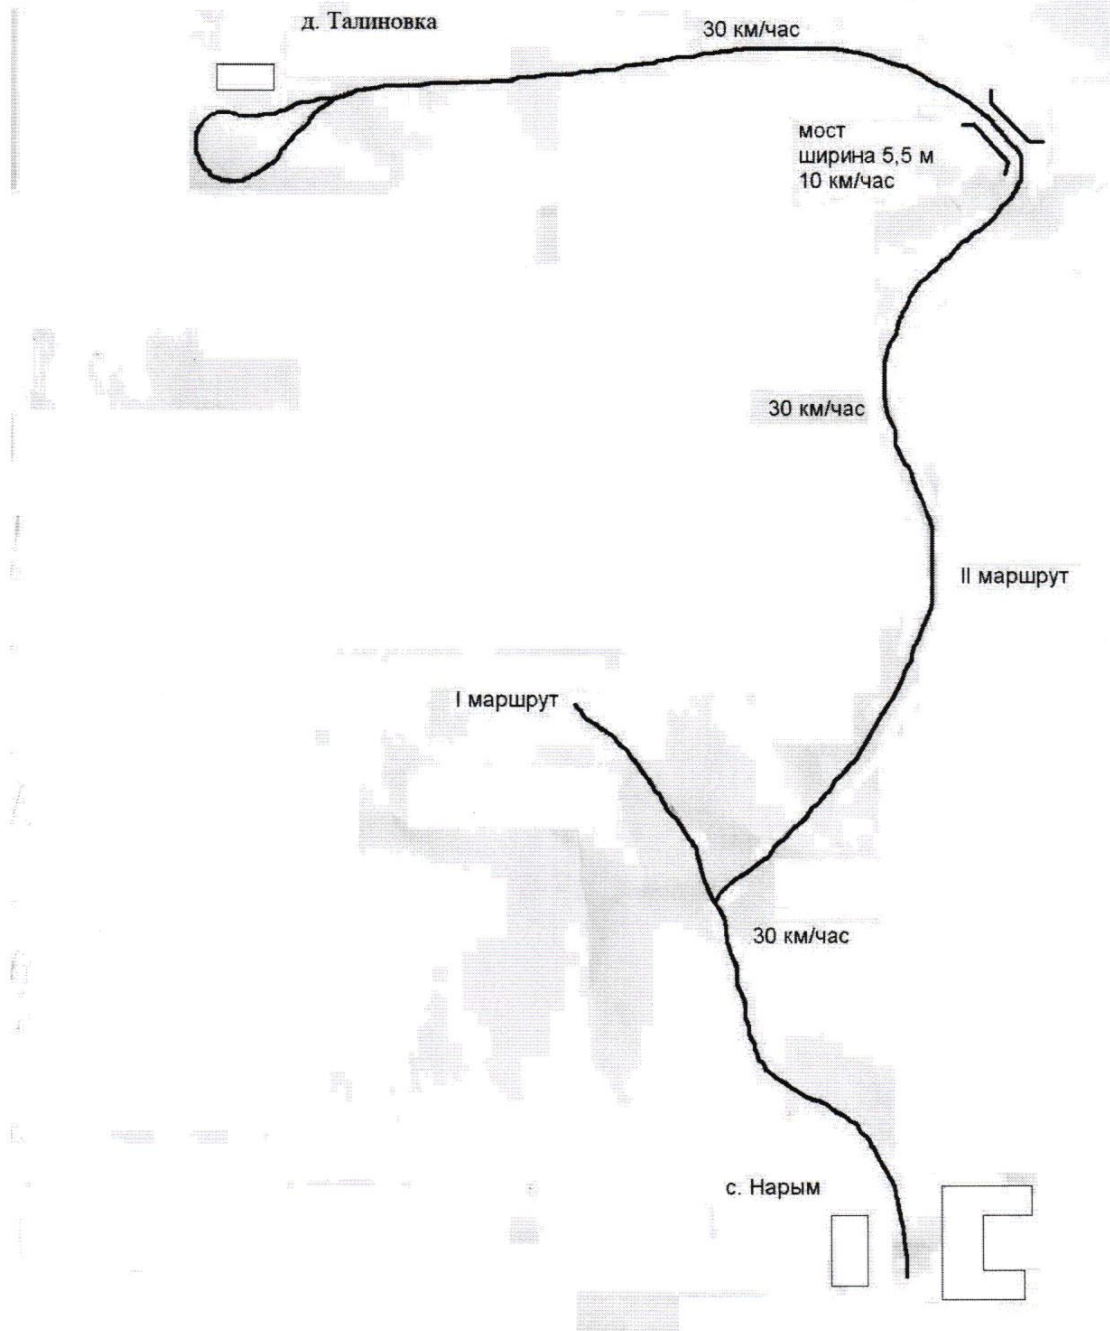 д. Талиновка
30 км/час
мост
ширина 5,5 м
10 км/час
30 км/час
II маршрут
I маршрут
30 км/час
с. Нарым